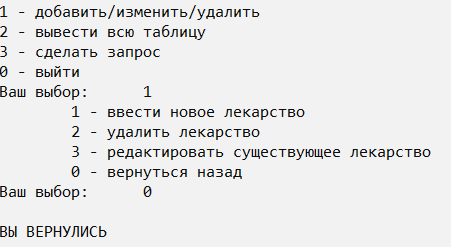 1 - добавить/изменить/удалить
2 - вывести всю таблицу
3 - сделать запрос
0 - выйти
Ваш выбор:      1
        1 - ввести новое лекарство
        2 - удалить лекарство
        3 - редактировать существующее лекарство
        0 - вернуться назад
Ваш выбор:      0
ВЫ ВЕРНУЛИСЬ